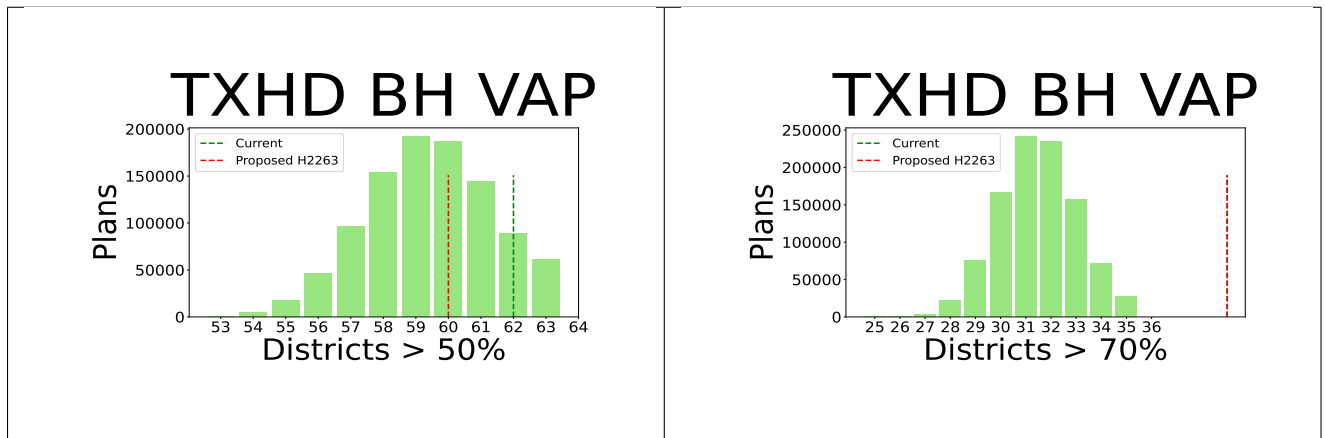 TXHD BH VAP
200000
150000
100000
50000
0
Plans
Current
Proposed H2263
53 54 55 56 57 58 59 60 61 62 63 64
Districts > 50%
TXHD BH VAP
250000
200000
150000
100000
50000
0
Plans
Current
Proposed H2263
25 26 27 28 29 30 31 32 33 34 35 36
Districts > 70%